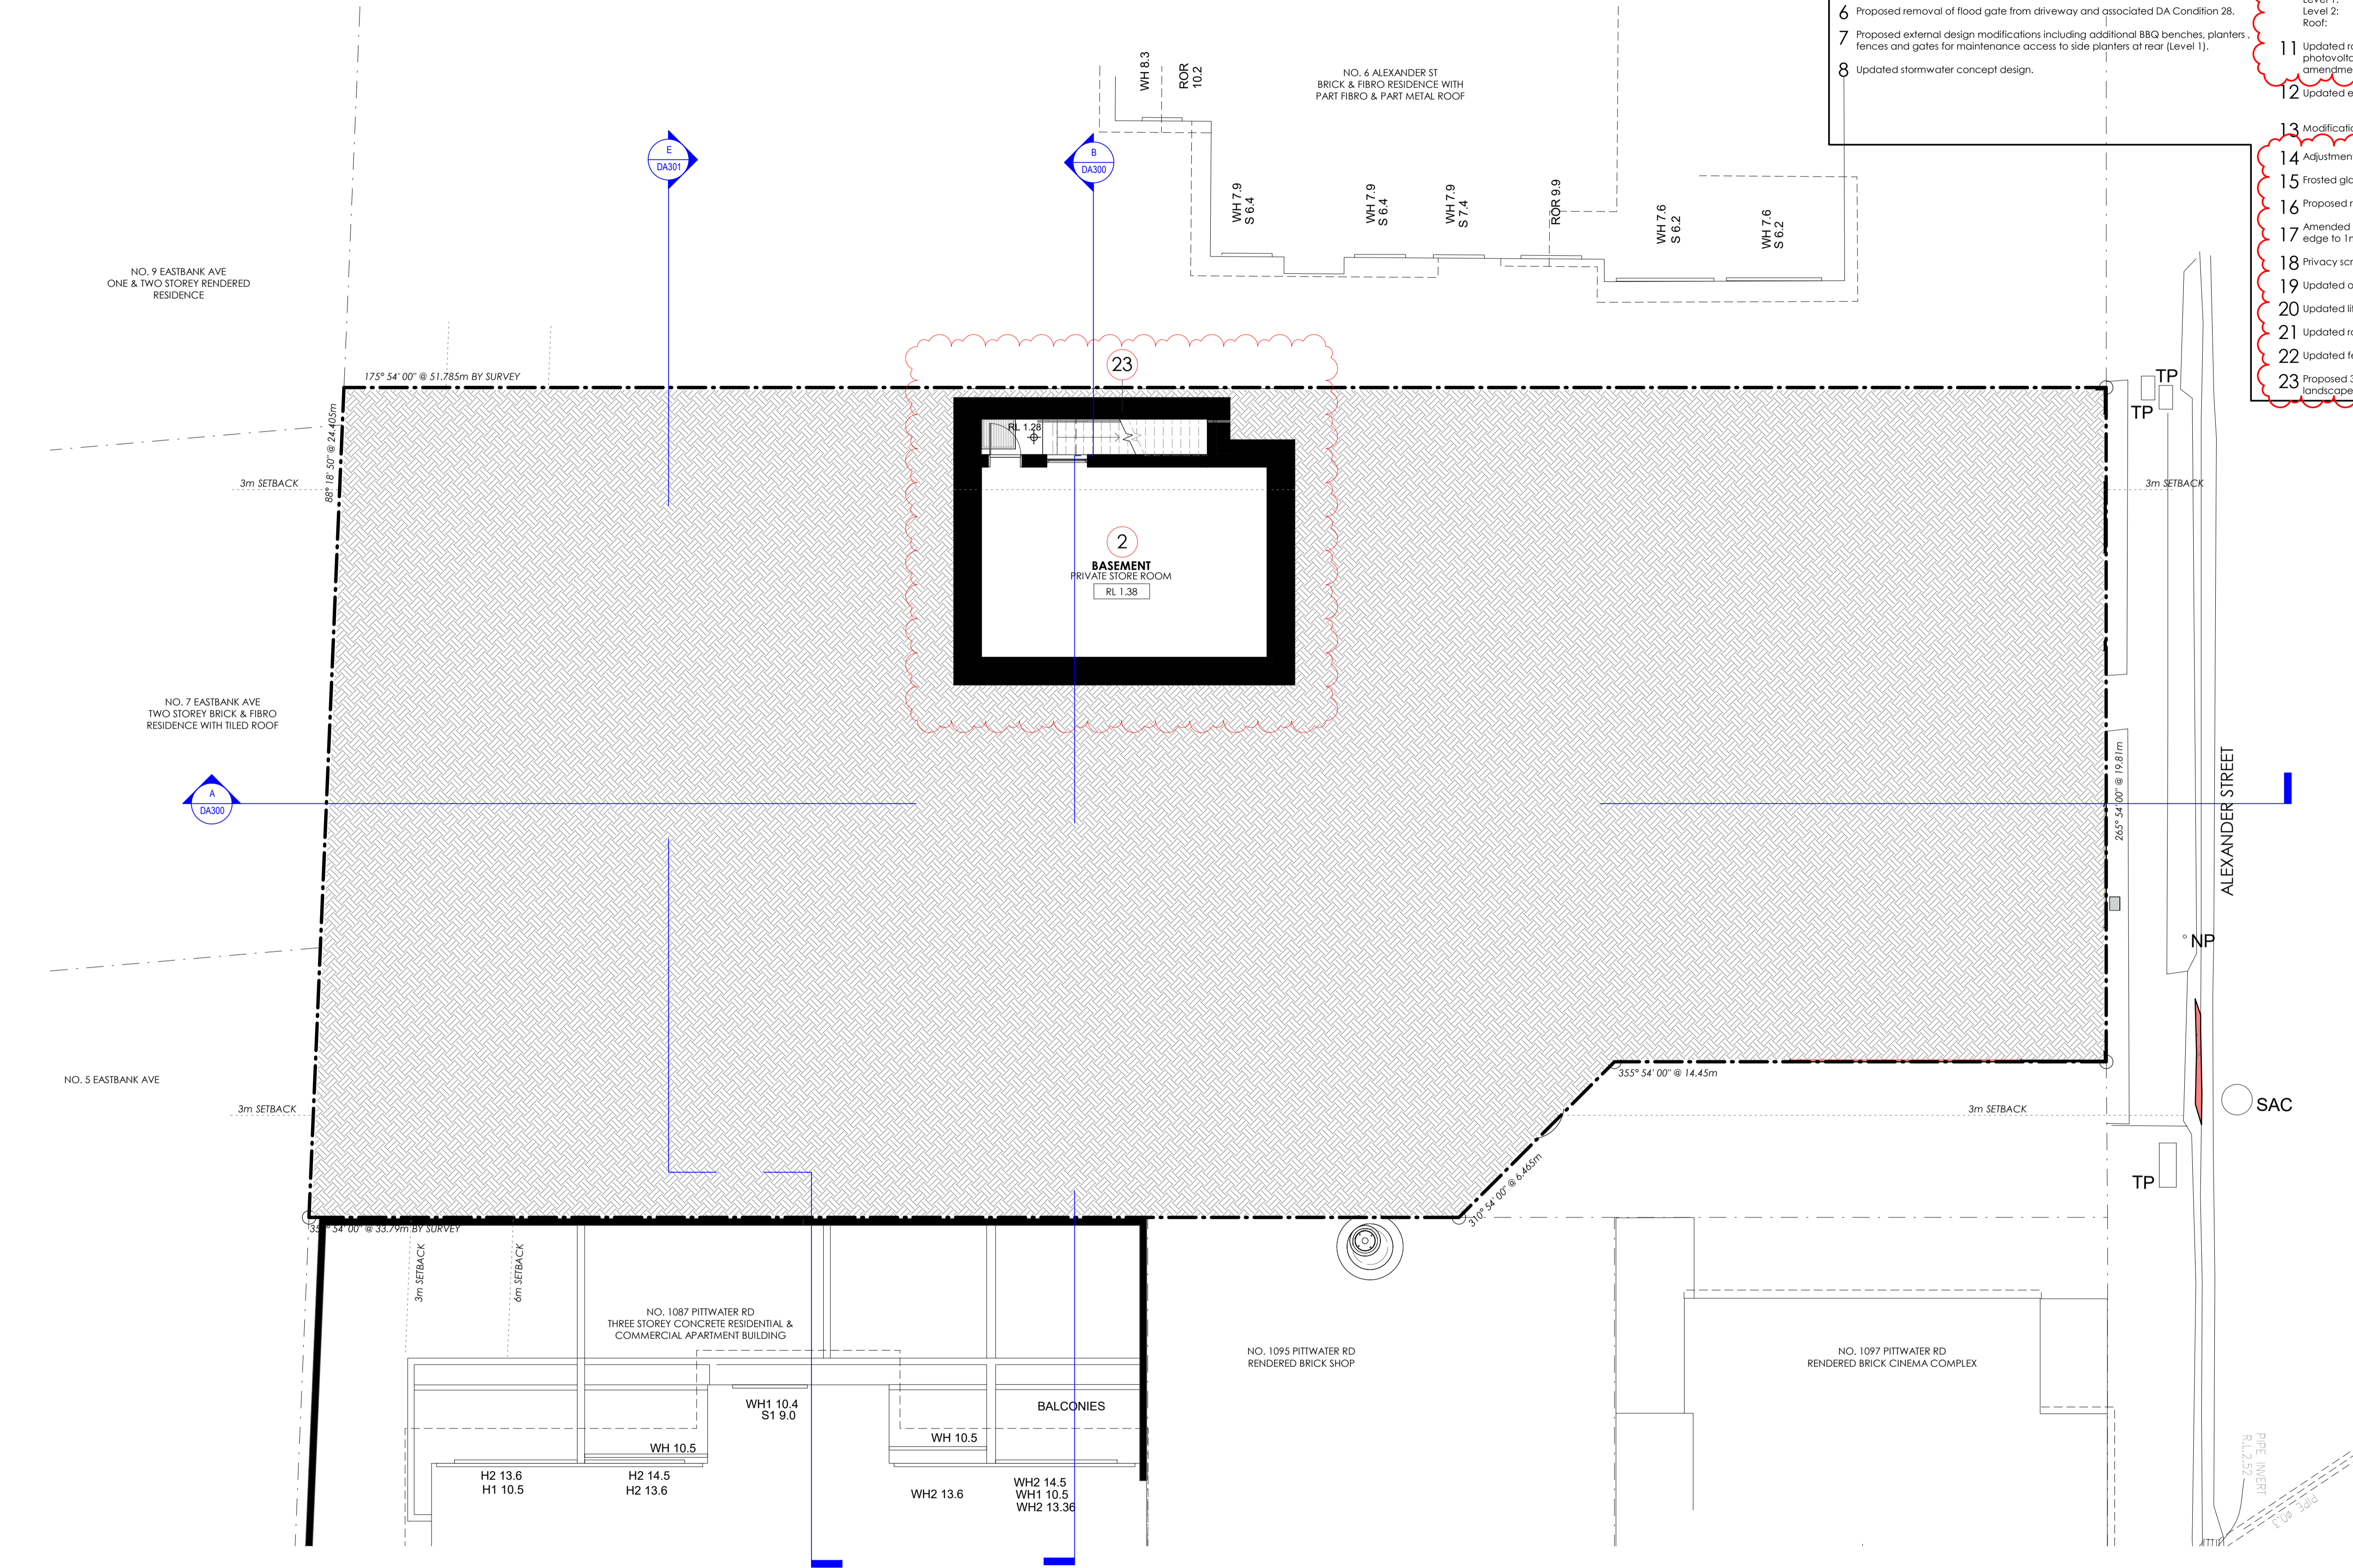 6 Proposed removal of flood gate from driveway and associated DA Condition 28.
7 Proposed external design modifications including additional BBQ benches, planters ,
fences and gates for maintenance access to side planters at rear (Level 1).
8 Updated stormwater concept design.
Level 2:
Roof:
11 Updated
12 Updated
13
14
15 Frosted
16 Proposed
17 Amended
edge to
18 Privacy
19 Updated
20 Updated
21 Updated
22 Updated
23 Proposed
landscape
NO. 6 ALEXANDER ST
BRICK & FIBRO RESIDENCE WITH
PART FIBRO & PART METAL ROOF
WH 8.3
ROR
10.2
E
DA301
B
DA300
WH 7.9
S 6.4
WH 7.9
S 6.4
WH 7.9
S 7.4
ROR 9.9
WH 7.6
S 6.2
WH 7.6
S 6.2
NO. 9 EASTBANK AVE
ONE & TWO STOREY RENDERED
RESIDENCE
175° 54' 00" @ 51.785m BY SURVEY
88° 18' 50" @ 24.405m
23
TP
TP
RL 1.28
3m SETBACK
3m SETBACK
2
BASEMENT
PRIVATE STORE ROOM
RL 1.38
NO. 7 EASTBANK AVE
TWO STOREY BRICK & FIBRO
RESIDENCE WITH TILED ROOF
A
DA300
265° 54' 00" @ 19.81m
ALEXANDER STREET
NP
NO. 5 EASTBANK AVE
3m SETBACK
355° 54' 00" @ 14.45m
3m SETBACK
SAC
TP
310° 54' 00" @ 6.465m
54' 00" @ 33.79m BY SURVEY
3m SETBACK
6m SETBACK
NO. 1087 PITTWATER RD
THREE STOREY CONCRETE RESIDENTIAL &
COMMERCIAL APARTMENT BUILDING
NO. 1095 PITTWATER RD
RENDERED BRICK SHOP
NO. 1097 PITTWATER RD
RENDERED BRICK CINEMA COMPLEX
WH1 10.4
S1 9.0
BALCONIES
WH 10.5
WH 10.5
H2 13.6
H1 10.5
H2 14.5
H2 13.6
WH2 13.6
WH2 14.5
WH1 10.5
WH2 13.36
PIPE INVERT
R.L.2.52
PIPE ø0.3